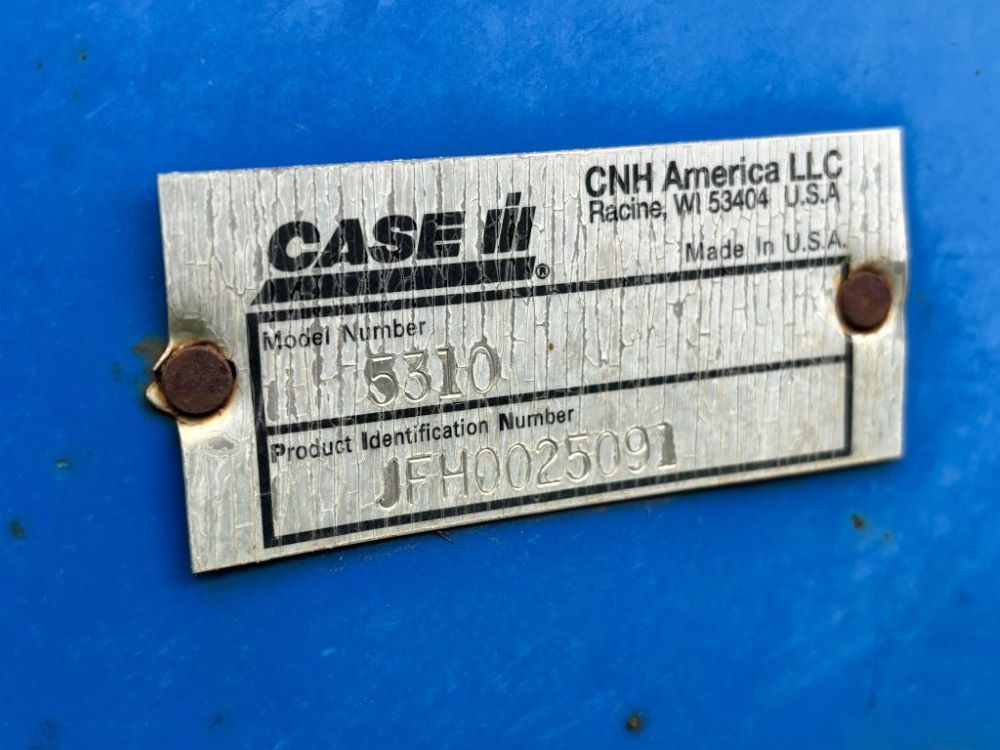 CASE IH®
CNH America LLC
Racine, WI 53404 U.S.A
Made In U.S.A.
Model Number
5310
Product Identification Number
JFH0025091